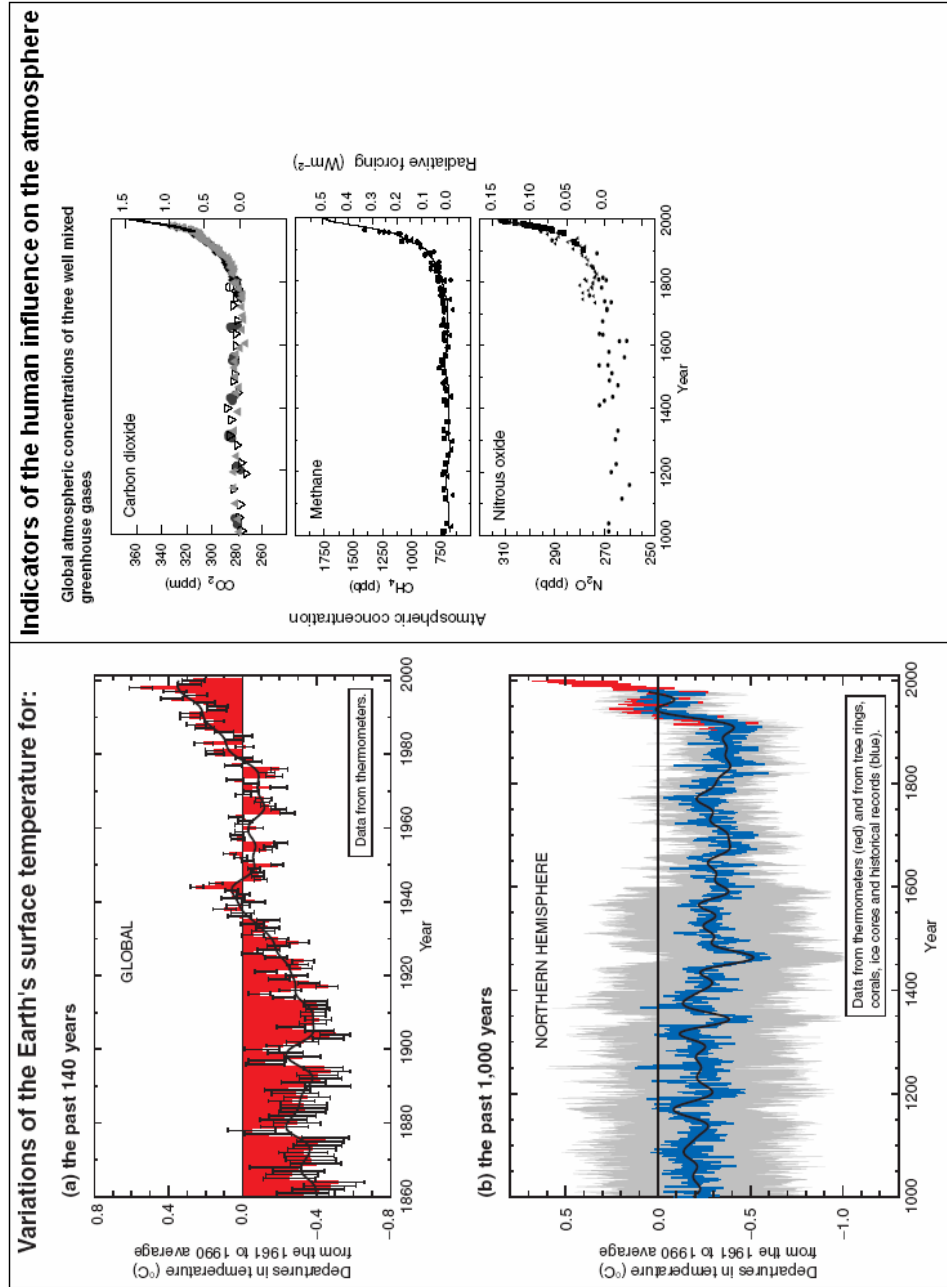 Variations of the Earth's surface temperature for:
(a) the past 140 years
GLOBAL
Departures in temperature (°C)
from the 1961 to 1990 average
0.8
0.4
0.0
−0.4
−0.8
1860
1880
1900
1920
1940
1960
1980
2000
Year
Data from thermometers.
(b) the past 1,000 years
NORTHERN HEMISPHERE
Departures in temperature (°C)
from the 1961 to 1990 average
0.5
0.0
−0.5
−1.0
1000
1200
1400
1600
1800
2000
Year
Data from thermometers (red) and from tree rings,
corals, ice cores and historical records (blue).
Indicators of the human influence on the atmosphere
Global atmospheric concentrations of three well mixed
greenhouse gases
Atmospheric concentration
Radiative forcing (Wm−2)
Carbon dioxide
CO2 (ppm)
360
340
320
300
280
260
1.5
1.0
0.5
0.0
Methane
CH4 (ppb)
1750
1500
1250
1000
750
0.5
0.4
0.3
0.2
0.1
0.0
Nitrous oxide
N2O (ppb)
310
290
270
250
0.15
0.10
0.05
0.0
1000
1200
1400
1600
1800
2000
Year